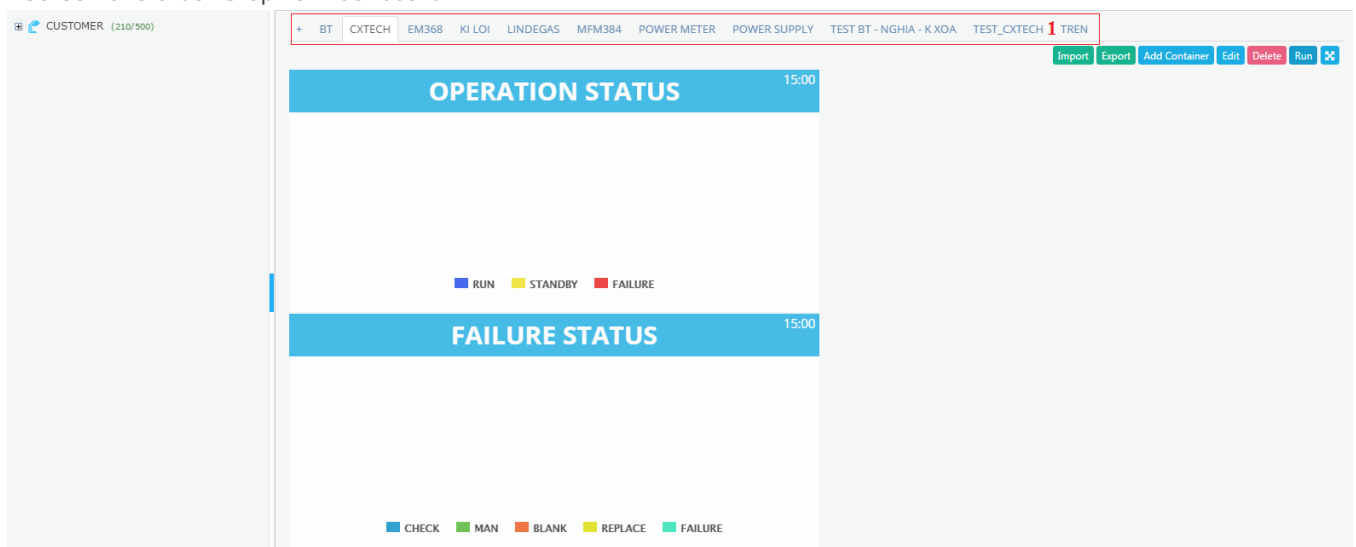 CUSTOMER (210/500)
+ BT CXTECH EM368 KI LOI LINDEGAS MFM384 POWER METER POWER SUPPLY TEST BT - NGHIA - K XOA TEST_CXTECH 1 TREN
Import Export Add Container Edit Delete Run
OPERATION STATUS 15:00
RUN STANDBY FAILURE
FAILURE STATUS 15:00
CHECK MAN BLANK REPLACE FAILURE